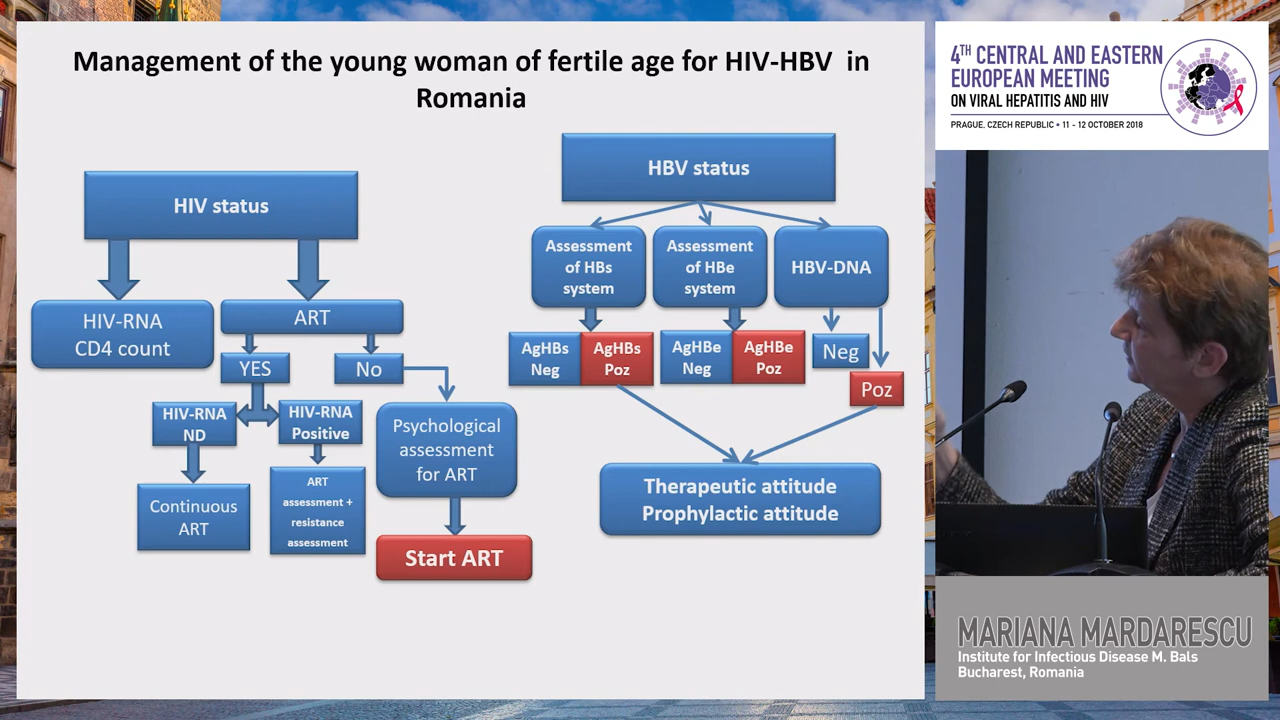 Management of the young woman of fertile age for HIV-HBV in
Romania
HIV status
HIV-RNA
CD4 count
ART
YES
No
HIV-RNA
ND
HIV-RNA
Positive
Continuous
ART
ART
assessment +
resistance
assessment
Psychological
assessment
for ART
Start ART
HBV status
Assessment
of HBs
system
Assessment
of HBe
system
HBV-DNA
AgHBs
Neg
AgHBs
Poz
AgHBe
Neg
AgHBe
Poz
Neg
Poz
Therapeutic attitude
Prophylactic attitude
4TH CENTRAL AND EASTERN
EUROPEAN MEETING
ON VIRAL HEPATITIS AND HIV
PRAGUE, CZECH REPUBLIC • 11 - 12 OCTOBER 2018
MARIANA MARDARESCU
Institute for Infectious Disease M. Bals
Bucharest, Romania